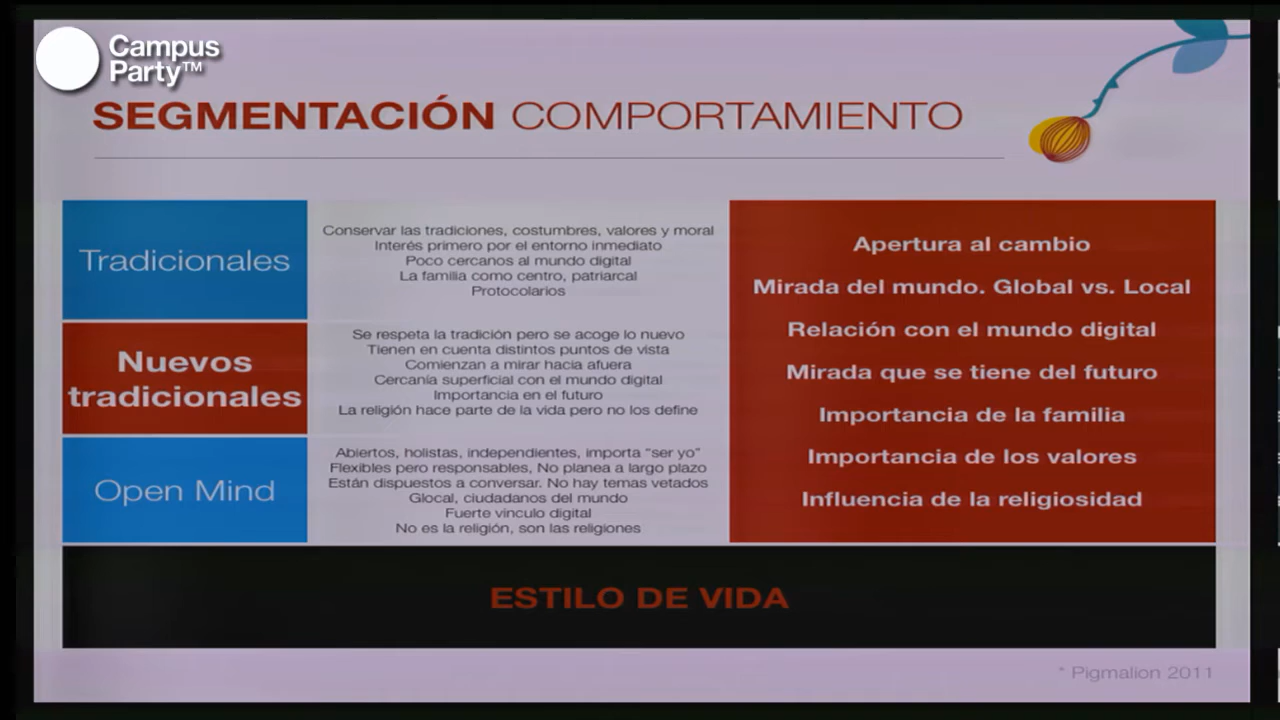 Campus
Party™
SEGMENTACIÓN COMPORTAMIENTO
Tradicionales
Conservar las tradiciones, costumbres, valores y moral
Interés primero por el entorno inmediato
Poco cercanos al mundo digital
La familia como centro, patriarcal
Protocolarios
Nuevos
tradicionales
Se respeta la tradición pero se acoge lo nuevo
Tienen en cuenta distintos puntos de vista
Comienzan a mirar hacia afuera
Cercanía superficial con el mundo digital
Importancia en el futuro
La religión hace parte de la vida pero no los define
Open Mind
Abiertos, holistas, independientes, importa "ser yo"
Flexibles pero responsables, No planea a largo plazo
Están dispuestos a conversar. No hay temas vetados
Glocal, ciudadanos del mundo
Fuerte vínculo digital
No es la religión, son las religiones
Apertura al cambio
Mirada del mundo. Global vs. Local
Relación con el mundo digital
Mirada que se tiene del futuro
Importancia de la familia
Importancia de los valores
Influencia de la religiosidad
ESTILO DE VIDA
* Pigmalion 2011